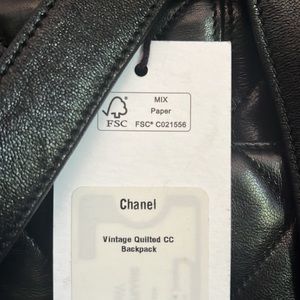 MIX
Paper
FSC
FSC® C021556
Chanel
Vintage Quilted CC
Backpack